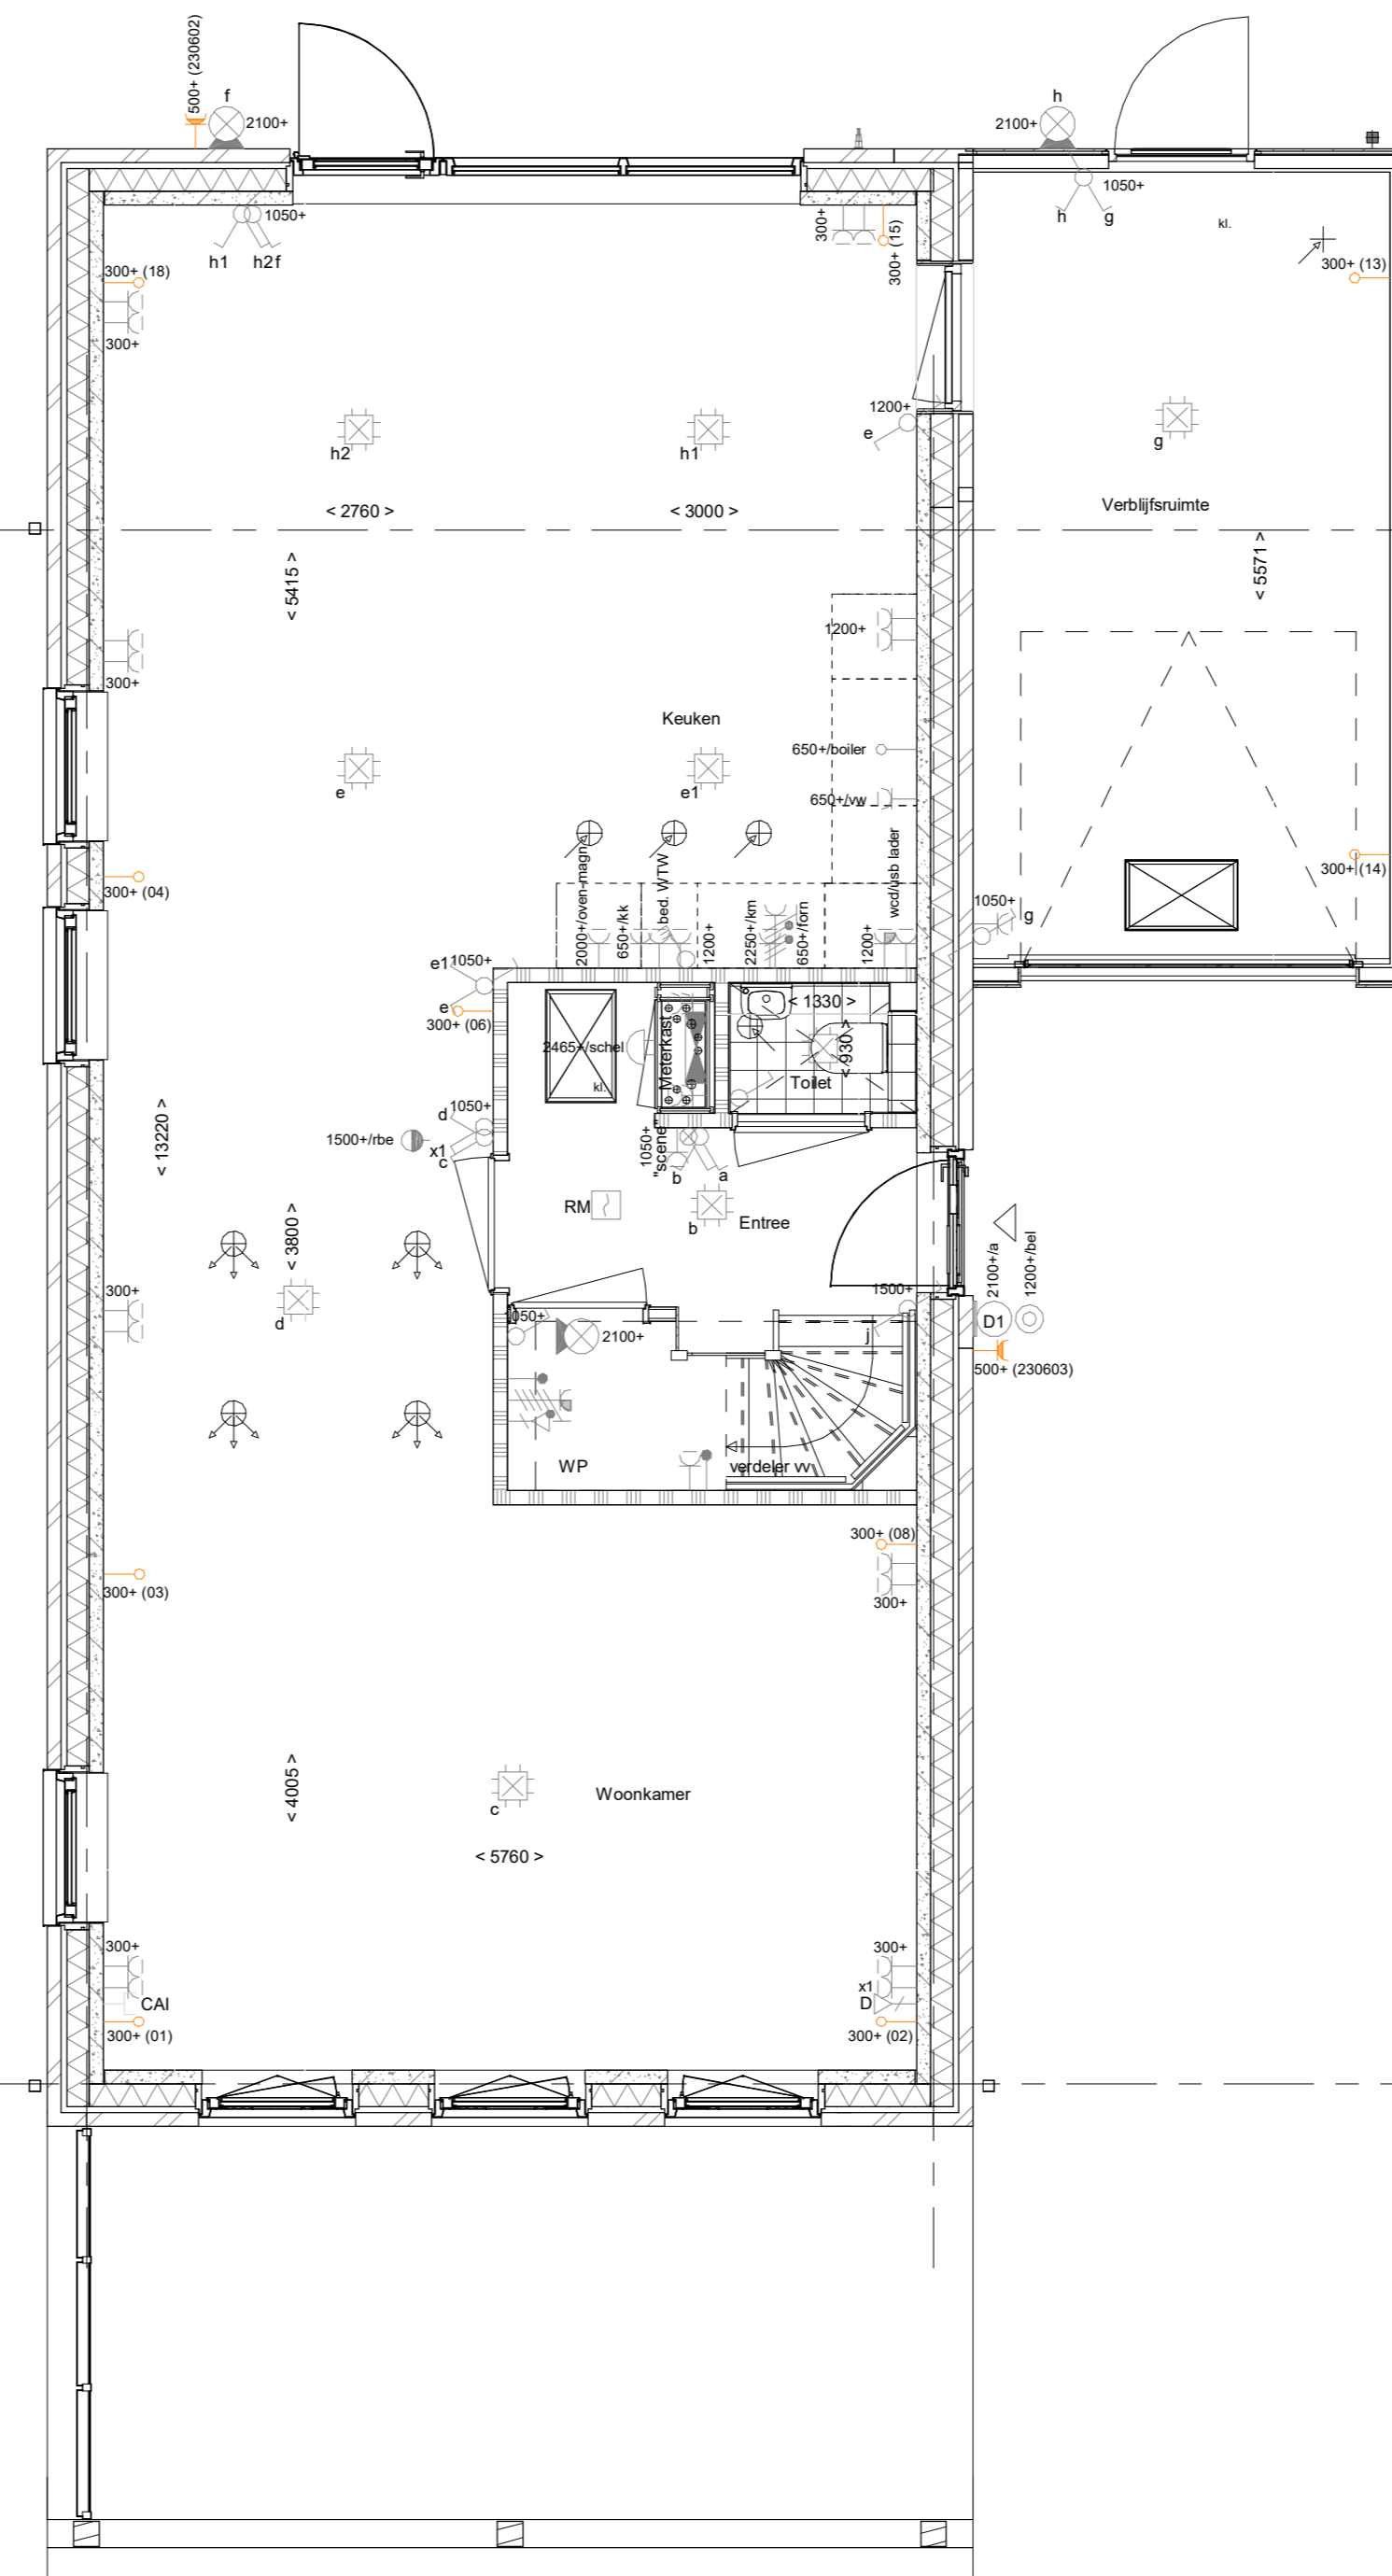 500+ (230602)
f
2100+
h
2100+
1050+
h
g
kl.
1050+
h1
h2f
300+
300+ (15)
300+ (18)
300+
300+ (13)
1200+
e
h2
h1
g
Verblijfsruimte
< 2760 >
< 3000 >
< 5415 >
< 5571 >
1200+
300+
Keuken
650+/boiler
e
e1
650+/vw
wcd/usb lader
300+ (04)
300+ (14)
2000+/oven-magn
650+/kk
bed. WTW
1200+
2250+/km
650+/forn
1200+
1050+
g
e1
1050+
e
300+ (06)
< 1330 >
2465+/schel
kl.
Meterkast
< 930 >
Toilet
d
1050+
1500+/rbe
x1
c
1050+
"scene"
b
a
< 13220 >
RM
b
Entree
< 3800 >
2100+/a
1200+/bel
300+
d
1050+
2100+
1500+
j
D1
500+ (230603)
WP
verdeler vv
300+ (08)
300+
300+ (03)
< 4005 >
c
Woonkamer
< 5760 >
300+
300+
x1
CAI
D
300+ (01)
300+ (02)